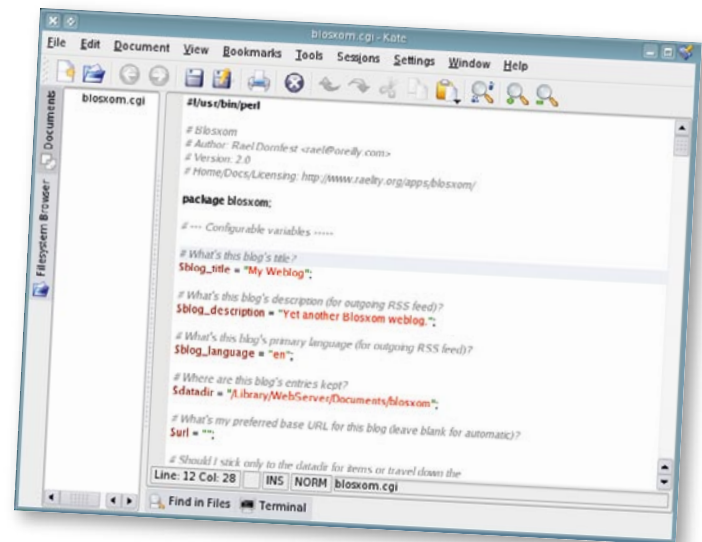 blosxom.cgi - Kate
File Edit Document View Bookmarks Tools Sessions Settings Window Help
Documents
Filesystem Browser
blosxom.cgi
#!/usr/bin/perl
# Blosxom
# Author: Rael Dornfest <rael@oreilly.com>
# Version: 2.0
# Home/Docs/Licensing: http://www.raelity.org/apps/blosxom/
package blosxom;
# --- Configurable variables -----
# What's this blog's title?
$blog_title = "My Weblog";
# What's this blog's description (for outgoing RSS feed)?
$blog_description = "Yet another Blosxom weblog.";
# What's this blog's primary language (for outgoing RSS feed)?
$blog_language = "en";
# Where are this blog's entries kept?
$datadir = "/Library/WebServer/Documents/blosxom";
# What's my preferred base URL for this blog (leave blank for automatic)?
$url = "";
# Should I stick only to the datadir for items or travel down the
Line: 12 Col: 28 INS NORM blosxom.cgi
Find in Files Terminal